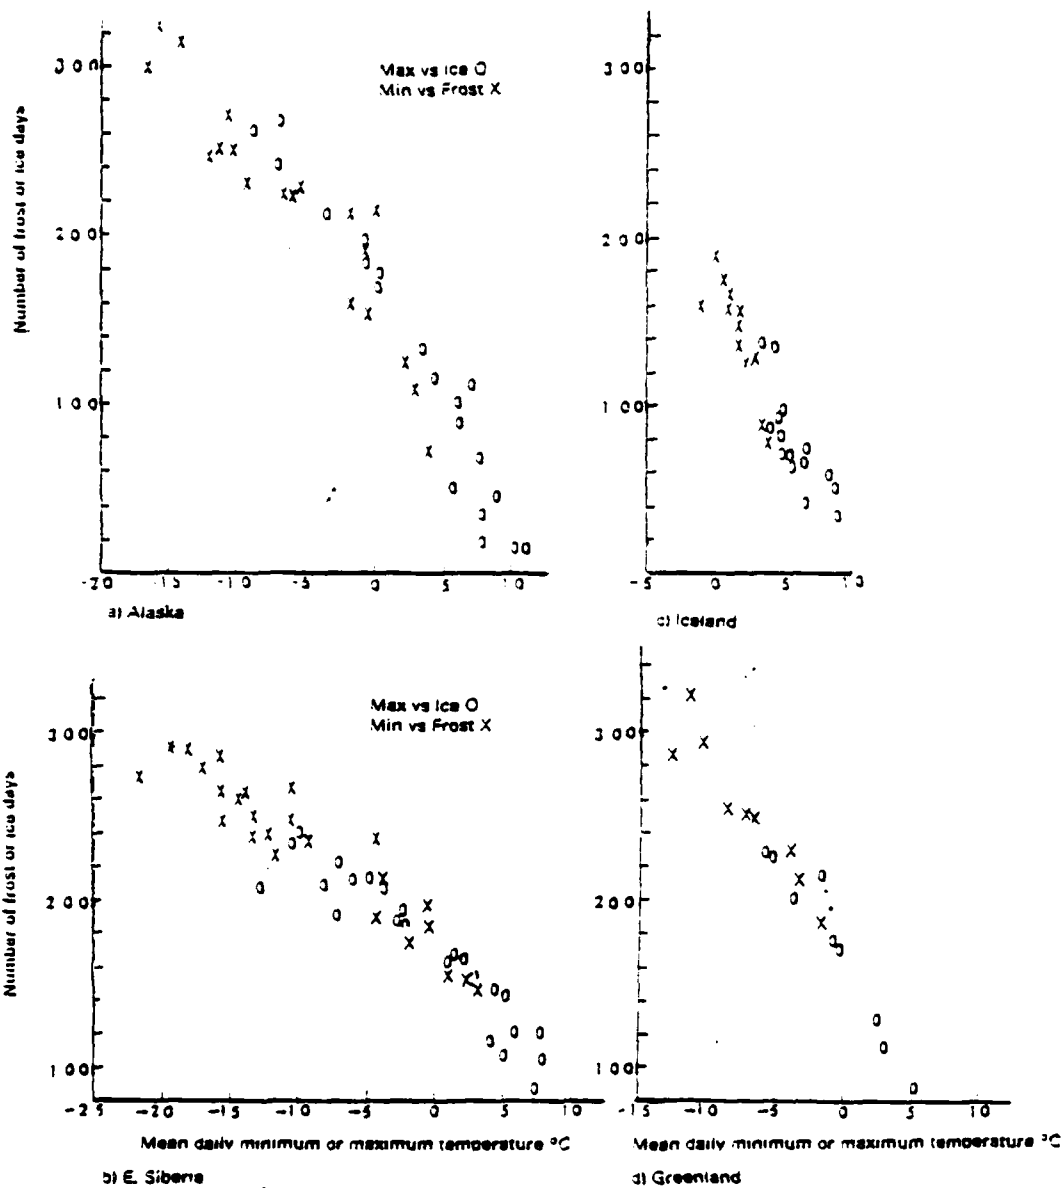 Number of frost or ice days
300
200
100
Max vs Ice O
Min vs Frost X
-20 -15 -10 -5 0 5 10
a) Alaska
300
200
100
-5 0 5 10
c) Iceland
Number of frost or ice days
300
200
100
Max vs Ice O
Min vs Frost X
-25 -20 -15 -10 -5 0 5 10
Mean daily minimum or maximum temperature °C
b) E. Siberia
300
200
100
-15 -10 -5 0 5 10
Mean daily minimum or maximum temperature °C
d) Greenland